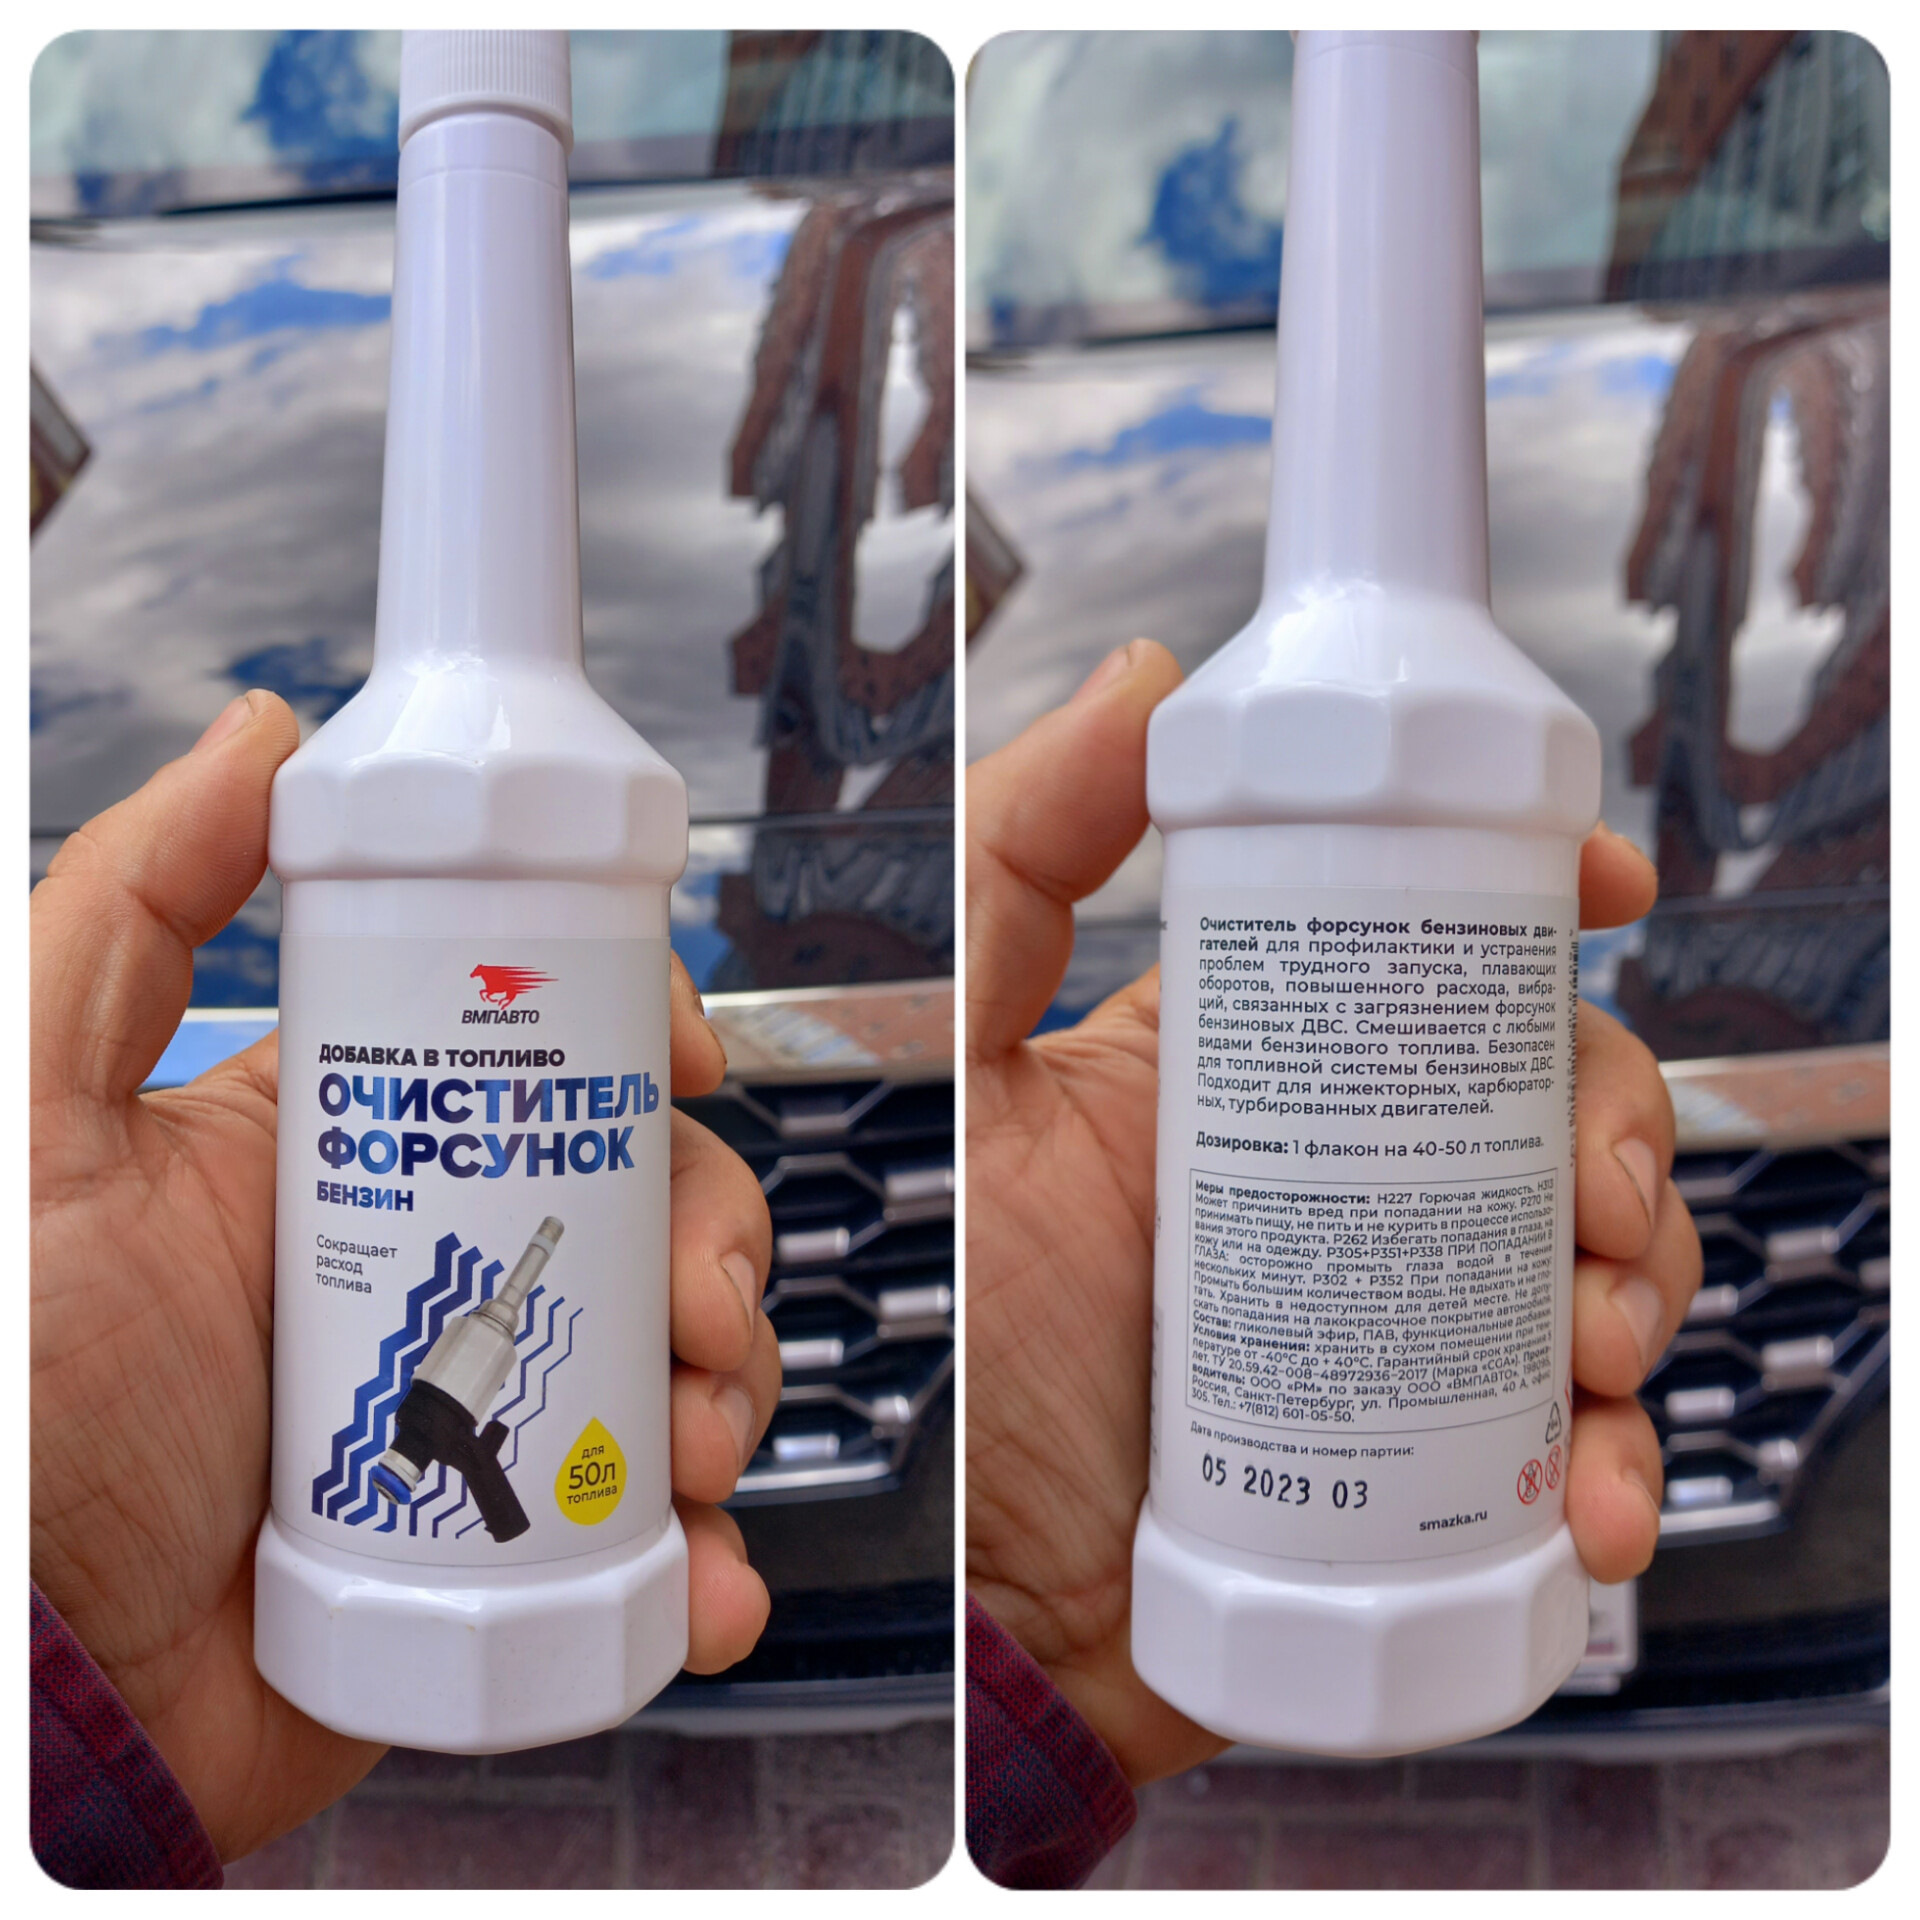 ВМПАВТО
ДОБАВКА В ТОПЛИВО
ОЧИСТИТЕЛЬ
ФОРСУНОК
БЕНЗИН
Сокращает
расход
топлива
для
50Л
топлива
Очиститель форсунок бензиновых дви-
гателей для профилактики и устранения
проблем трудного запуска, плавающих
оборотов, повышенного расхода, вибра-
ций, связанных с загрязнением форсунок
бензиновых ДВС. Смешивается с любыми
видами бензинового топлива. Безопасен
для топливной системы бензиновых ДВС.
Подходит для инжекторных, карбюратор-
ных, турбированных двигателей.
Дозировка: 1 флакон на 40-50 л топлива.
Меры предосторожности: H227 Горючая жидкость. H313
Может причинить вред при попадании на кожу. P270 Не
принимать пищу, не пить и не курить в процессе использо-
вания этого продукта. P262 Избегать попадания в глаза, на
кожу или на одежду. P305+P351+P338 ПРИ ПОПАДАНИИ В
ГЛАЗА: осторожно промыть глаза водой в течение
нескольких минут. P302 + P352 При попадании на кожу:
Промыть большим количеством воды. Не вдыхать и не гло-
тать. Хранить в недоступном для детей месте. Не допу-
скать попадания на лакокрасочное покрытие автомобиля.
Состав: гликолевый эфир, ПАВ, функциональные добавки.
Условия хранения: хранить в сухом помещении при тем-
пературе от -40°C до + 40°C. Гарантийный срок хранения 5
лет. ТУ 20.59.42-008-48972936-2017 (Марка «CGA»). Произ-
водитель: ООО «РМ» по заказу ООО «ВМПАВТО». 198095,
Россия, Санкт-Петербург, ул. Промышленная, 40 А, офис
305. Тел.: +7(812) 601-05-50.
Дата производства и номер партии:
05 2023 03
smazka.ru